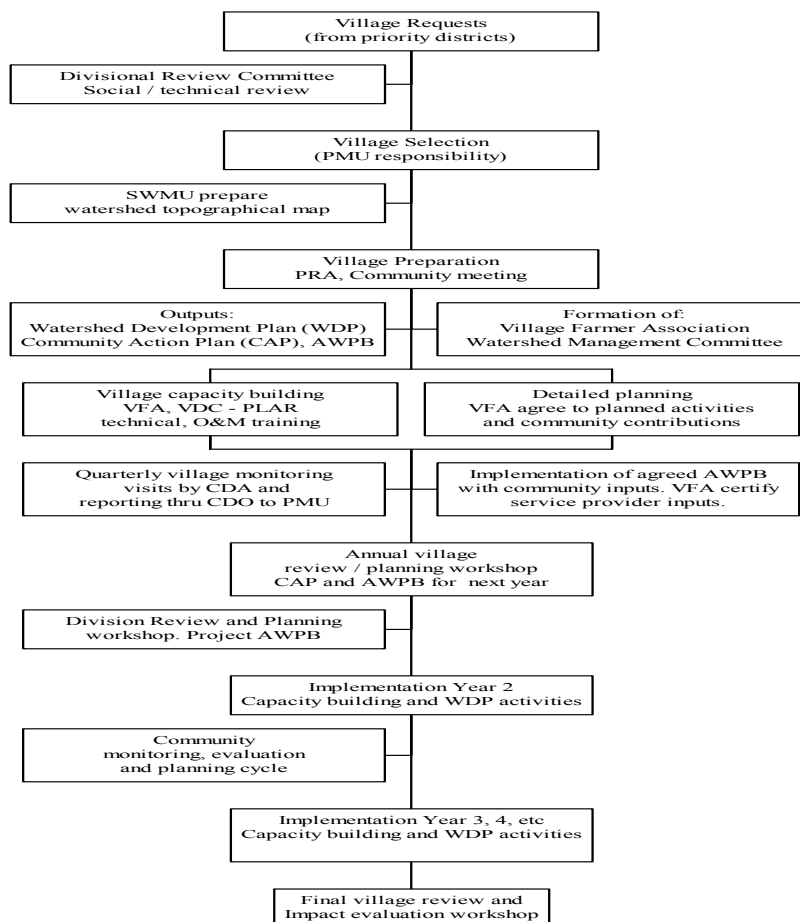 Village Requests
(from priority districts)
Divisional Review Committee
Social / technical review
Village Selection
(PMU responsibility)
SWMU prepare
watershed topographical map
Village Preparation
PRA, Community meeting
Outputs:
Watershed Development Plan (WDP)
Community Action Plan (CAP), AWPB
Formation of:
Village Farmer Association
Watershed Management Committee
Village capacity building
VFA, VDC - PLAR
technical, O&M training
Detailed planning
VFA agree to planned activities
and community contributions
Quarterly village monitoring
visits by CDA and
reporting thru CDO to PMU
Implementation of agreed AWPB
with community inputs. VFA certify
service provider inputs.
Annual village
review / planning workshop
CAP and AWPB for next year
Division Review and Planning
workshop. Project AWPB
Implementation Year 2
Capacity building and WDP activities
Community
monitoring, evaluation
and planning cycle
Implementation Year 3, 4, etc
Capacity building and WDP activities
Final village review and
Impact evaluation workshop